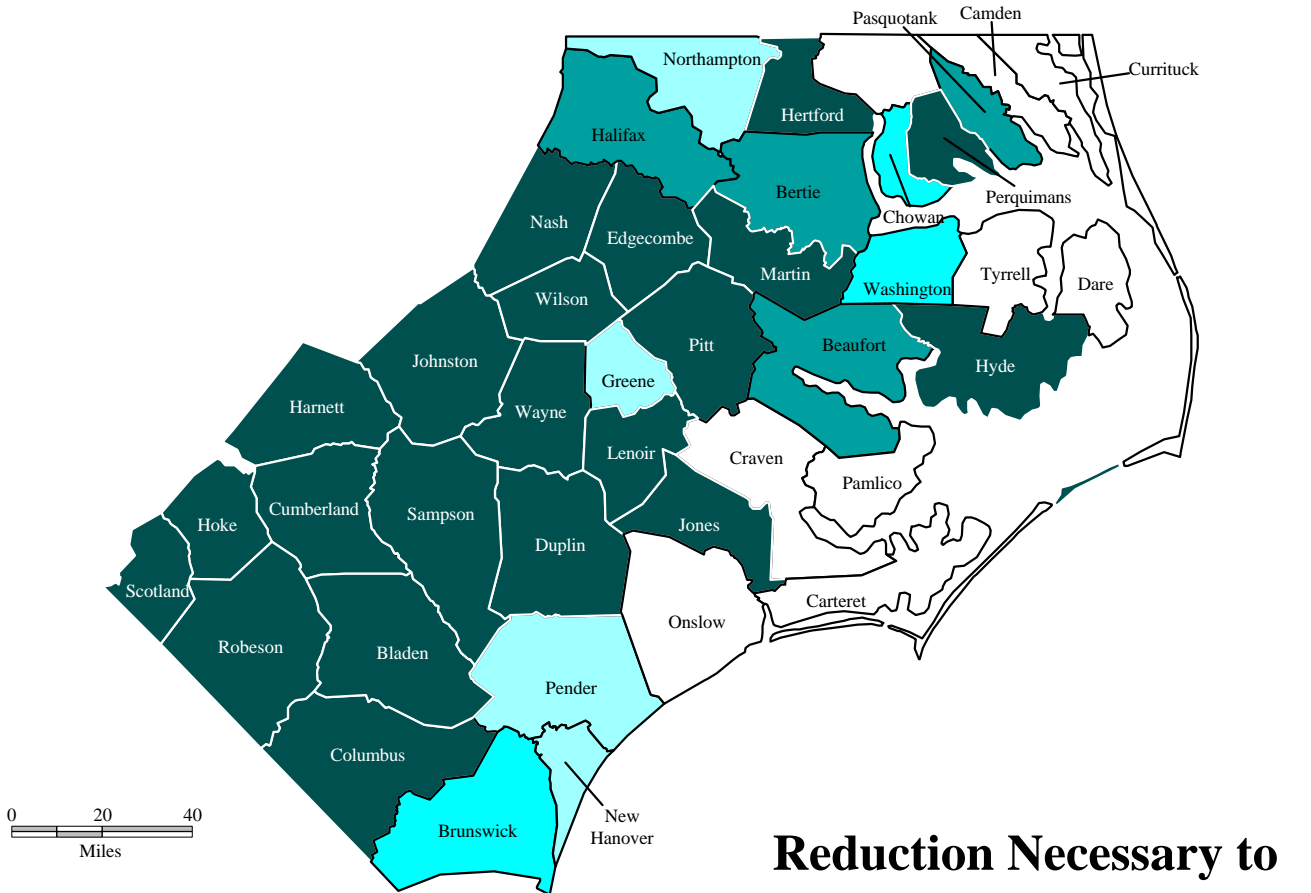 Pasquotank
Camden
Currituck
Northampton
Hertford
Halifax
Bertie
Perquimans
Chowan
Nash
Edgecombe
Martin
Tyrrell
Dare
Washington
Wilson
Pitt
Beaufort
Hyde
Johnston
Greene
Harnett
Wayne
Lenoir
Craven
Pamlico
Cumberland
Sampson
Hoke
Jones
Duplin
Scotland
Carteret
Onslow
Robeson
Bladen
Pender
Columbus
New
Hanover
Brunswick
0 20 40
Miles
Reduction Necessary to